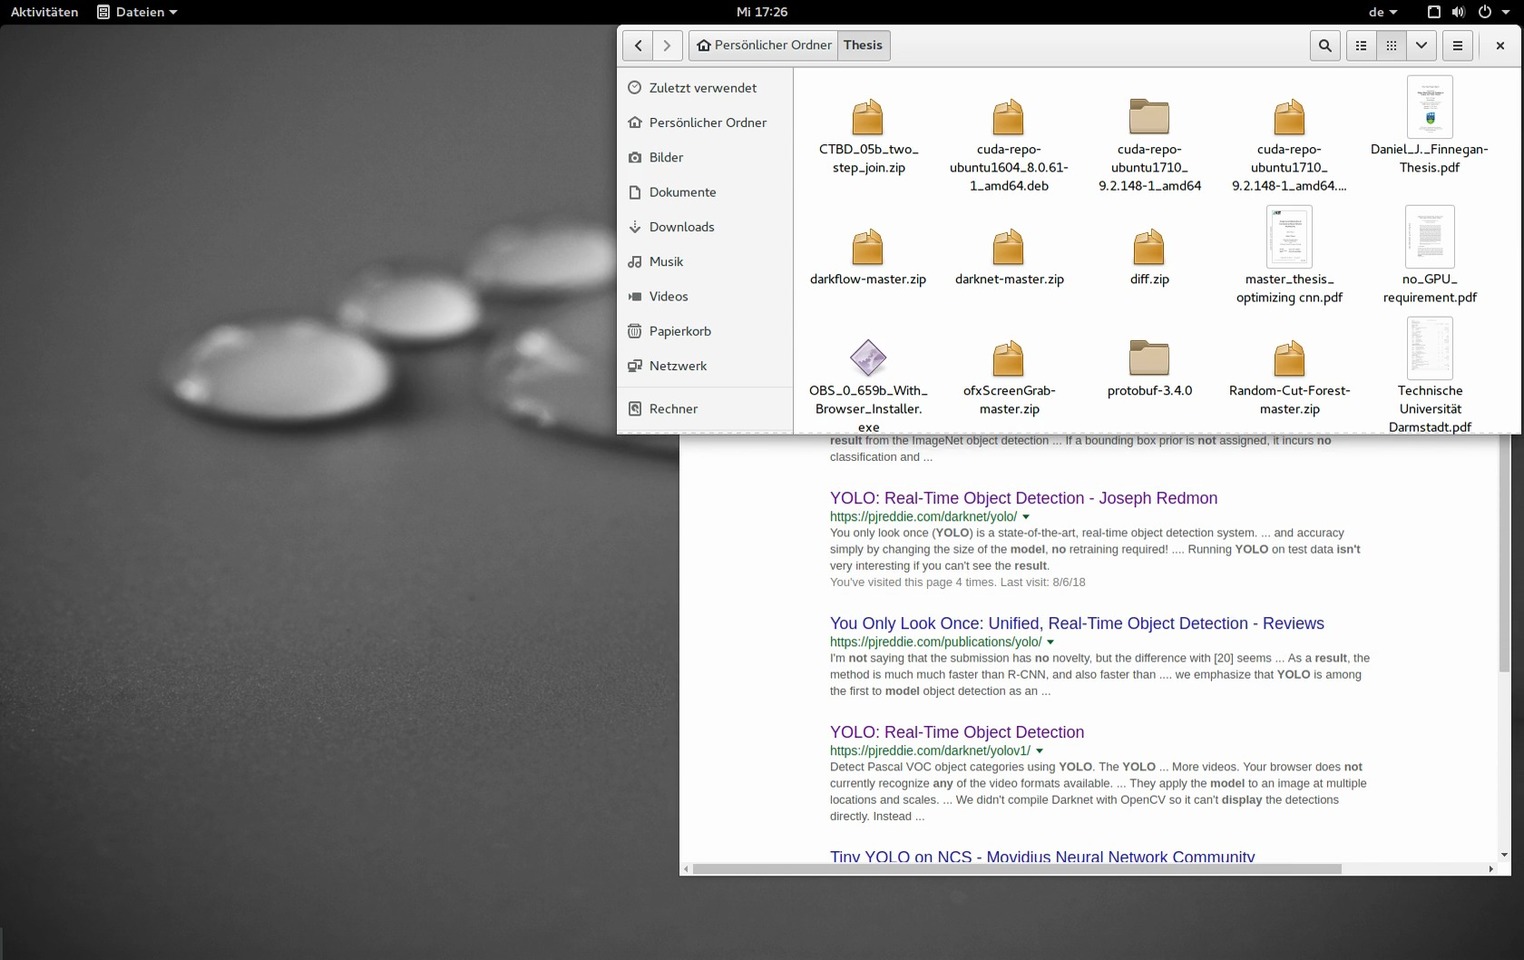 Aktivitäten Dateien Mi 17:26 de
Persönlicher Ordner Thesis
Zuletzt verwendet
Persönlicher Ordner
Bilder
Dokumente
Downloads
Musik
Videos
Papierkorb
Netzwerk
Rechner
CTBD_05b_two_
step_join.zip
cuda-repo-
ubuntu1604_8.0.61-
1_amd64.deb
cuda-repo-
ubuntu1710_
9.2.148-1_amd64
cuda-repo-
ubuntu1710_
9.2.148-1_amd64....
Daniel_J._Finnegan-
Thesis.pdf
darkflow-master.zip
darknet-master.zip
diff.zip
master_thesis_
optimizing cnn.pdf
no_GPU_
requirement.pdf
OBS_0_659b_With_
Browser_Installer.
exe
ofxScreenGrab-
master.zip
protobuf-3.4.0
Random-Cut-Forest-
master.zip
Technische
Universität
Darmstadt.pdf
result from the ImageNet object detection ... If a bounding box prior is not assigned, it incurs no
classification and ...
YOLO: Real-Time Object Detection - Joseph Redmon
https://pjreddie.com/darknet/yolo/
You only look once (YOLO) is a state-of-the-art, real-time object detection system. ... and accuracy
simply by changing the size of the model, no retraining required! .... Running YOLO on test data isn't
very interesting if you can't see the result.
You've visited this page 4 times. Last visit: 8/6/18
You Only Look Once: Unified, Real-Time Object Detection - Reviews
https://pjreddie.com/publications/yolo/
I'm not saying that the submission has no novelty, but the difference with [20] seems ... As a result, the
method is much much faster than R-CNN, and also faster than .... we emphasize that YOLO is among
the first to model object detection as an ...
YOLO: Real-Time Object Detection
https://pjreddie.com/darknet/yolov1/
Detect Pascal VOC object categories using YOLO. The YOLO ... More videos. Your browser does not
currently recognize any of the video formats available. ... They apply the model to an image at multiple
locations and scales. ... We didn't compile Darknet with OpenCV so it can't display the detections
directly. Instead ...
Tiny YOLO on NCS - Movidius Neural Network Community